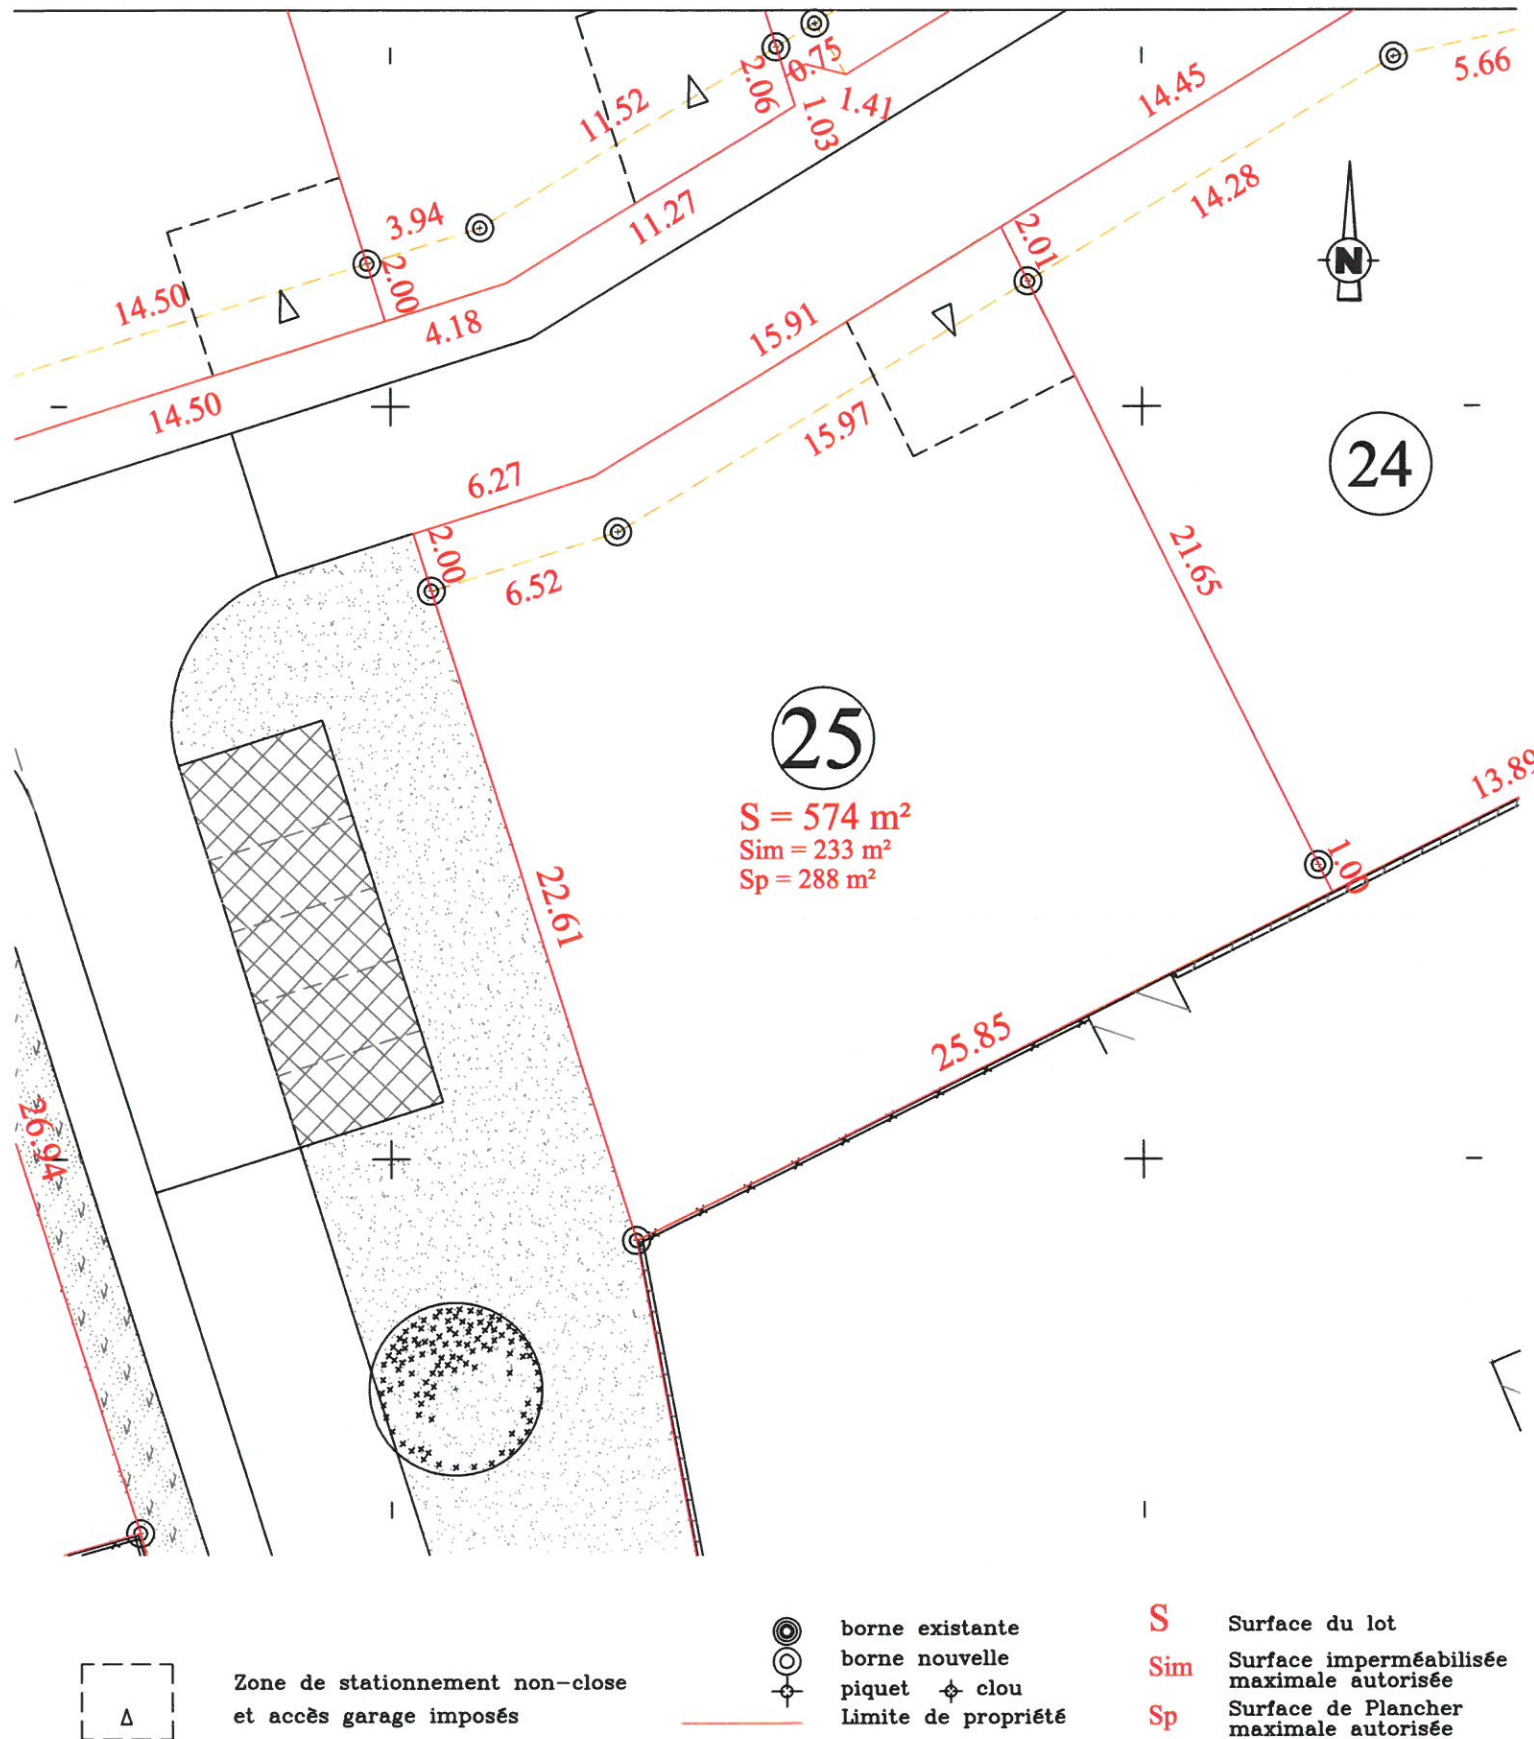 5.66
0.75
2.06
14.45
11.52
1.41
1.03
14.28
3.94
11.27
2.01
N
14.50
2.00
4.18
15.91
14.50
15.97
24
6.27
2.00
6.52
21.65
25
S = 574 m²
Sim = 233 m²
Sp = 288 m²
13.89
1.00
22.61
25.85
26.94
Zone de stationnement non-close
et accès garage imposés
borne existante
borne nouvelle
piquet clou
Limite de propriété
S Surface du lot
Sim Surface imperméabilisée
maximale autorisée
Sp Surface de Plancher
maximale autorisée